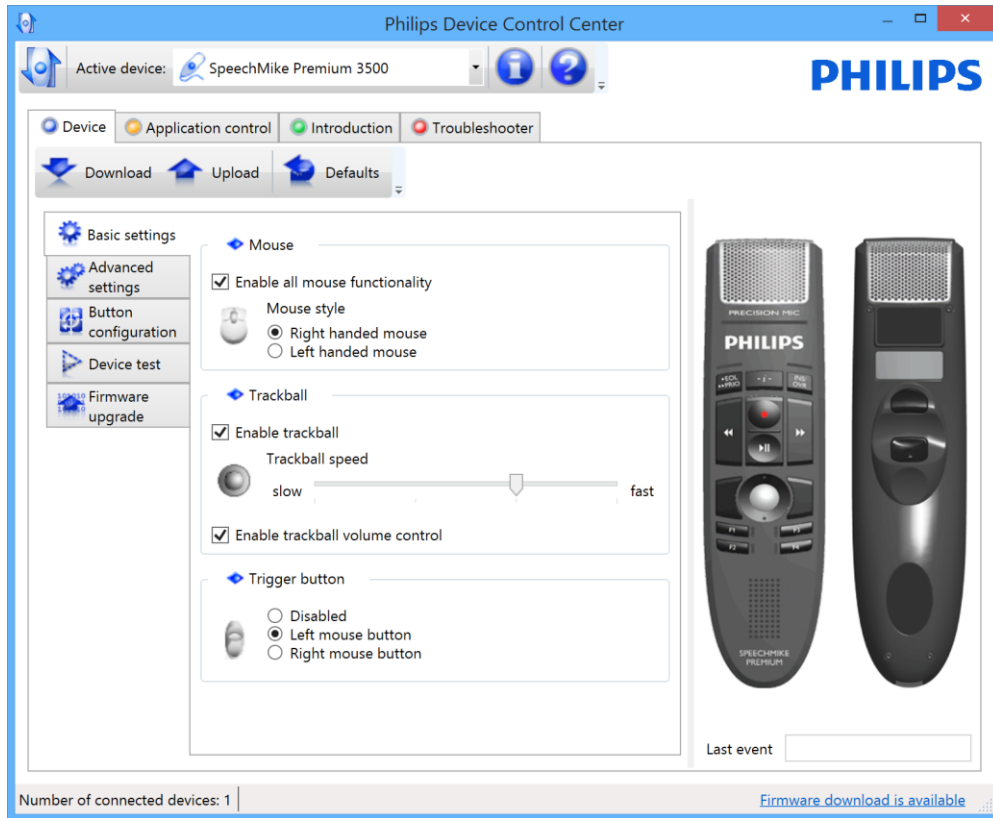 Philips Device Control Center
Active device: SpeechMike Premium 3500
PHILIPS
Device Application control Introduction Troubleshooter
Download Upload Defaults
Basic settings
Advanced
settings
Button
configuration
Device test
Firmware
upgrade
Mouse
Enable all mouse functionality
Mouse style
Right handed mouse
Left handed mouse
Trackball
Enable trackball
Trackball speed
slow fast
Enable trackball volume control
Trigger button
Disabled
Left mouse button
Right mouse button
PRECISION MIC
PHILIPS
+EOL -i- INS/
PRIO OVR
F1 F3
F2 F4
SPEECHMIKE
PREMIUM
Last event
Number of connected devices: 1
Firmware download is available